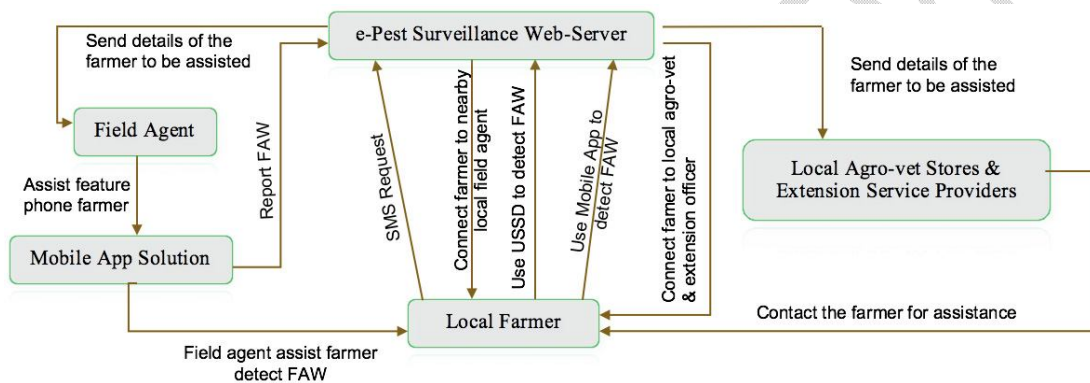 e-Pest Surveillance Web-Server
Send details of the
farmer to be assisted
Send details of the
farmer to be assisted
Field Agent
Assist feature
phone farmer
Mobile App Solution
Report FAW
SMS Request
Connect farmer to nearby
local field agent
Use USSD to detect FAW
Use Mobile App to
detect FAW
Connect famer to local agro-vet
& extension officer
Local Agro-vet Stores &
Extension Service Providers
Local Farmer
Contact the farmer for assistance
Field agent assist farmer
detect FAW